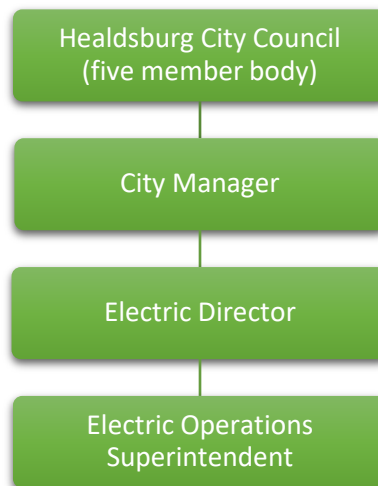 Healdsburg City Council
(five member body)
City Manager
Electric Director
Electric Operations
Superintendent